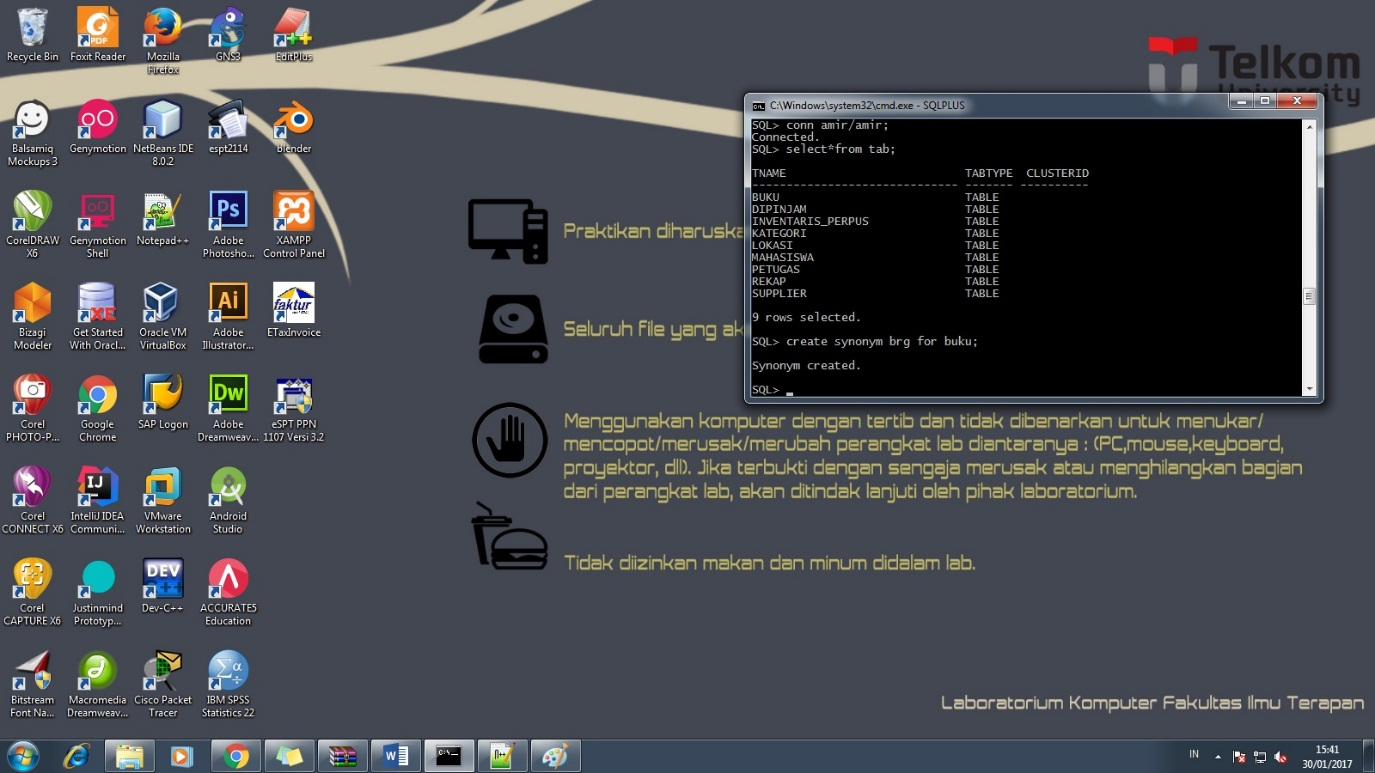 Recycle Bin
Foxit Reader
Mozilla
Firefox
GNS3
EditPlus
Balsamiq
Mockups 3
Genymotion
NetBeans IDE
8.0.2
espt2114
blender
CorelDRAW
X6
Genymotion
Shell
Notepad++
Adobe
Photosho...
XAMPP
Control Panel
Bizagi
Modeler
Get Started
With Oracl...
Oracle VM
VirtualBox
Adobe
Illustrator...
ETaxInvoice
Corel
PHOTO-P...
Google
Chrome
SAP Logon
Adobe
Dreamweav...
eSPT PPN
1107 Versi 3.2
Corel
CONNECT X6
IntelliJ IDEA
Communi...
VMware
Workstation
Android
Studio
Corel
CAPTURE X6
Justinmind
Prototyp...
Dev-C++
ACCURATE5
Education
Bitstream
Font Na...
Macromedia
Dreamweav...
Cisco Packet
Tracer
IBM SPSS
Statistics 22
Telkom
University
C:\Windows\system32\cmd.exe - SQLPLUS
SQL> conn amir/amir;
Connected.
SQL> select*from tab;
TNAME TABTYPE CLUSTERID
------------------------------ ------- ----------
BUKU TABLE
DIPINJAM TABLE
INVENTARIS_PERPUS TABLE
KATEGORI TABLE
LOKASI TABLE
MAHASISWA TABLE
PETUGAS TABLE
REKAP TABLE
SUPPLIER TABLE
9 rows selected.
SQL> create synonym brg for buku;
Synonym created.
SQL> _
Praktikan diharuska
Seluruh file yang ak
Menggunakan komputer dengan tertib dan tidak dibenarkan untuk menukar/
mencopot/merusak/merubah perangkat lab diantaranya : (PC,mouse,keyboard,
proyektor, dll). Jika terbukti dengan sengaja merusak atau menghilangkan bagian
dari perangkat lab, akan ditindak lanjuti oleh pihak laboratorium.
Tidak diizinkan makan dan minum didalam lab.
Laboratorium Komputer Fakultas Ilmu Terapan
IN
15:41
30/01/2017